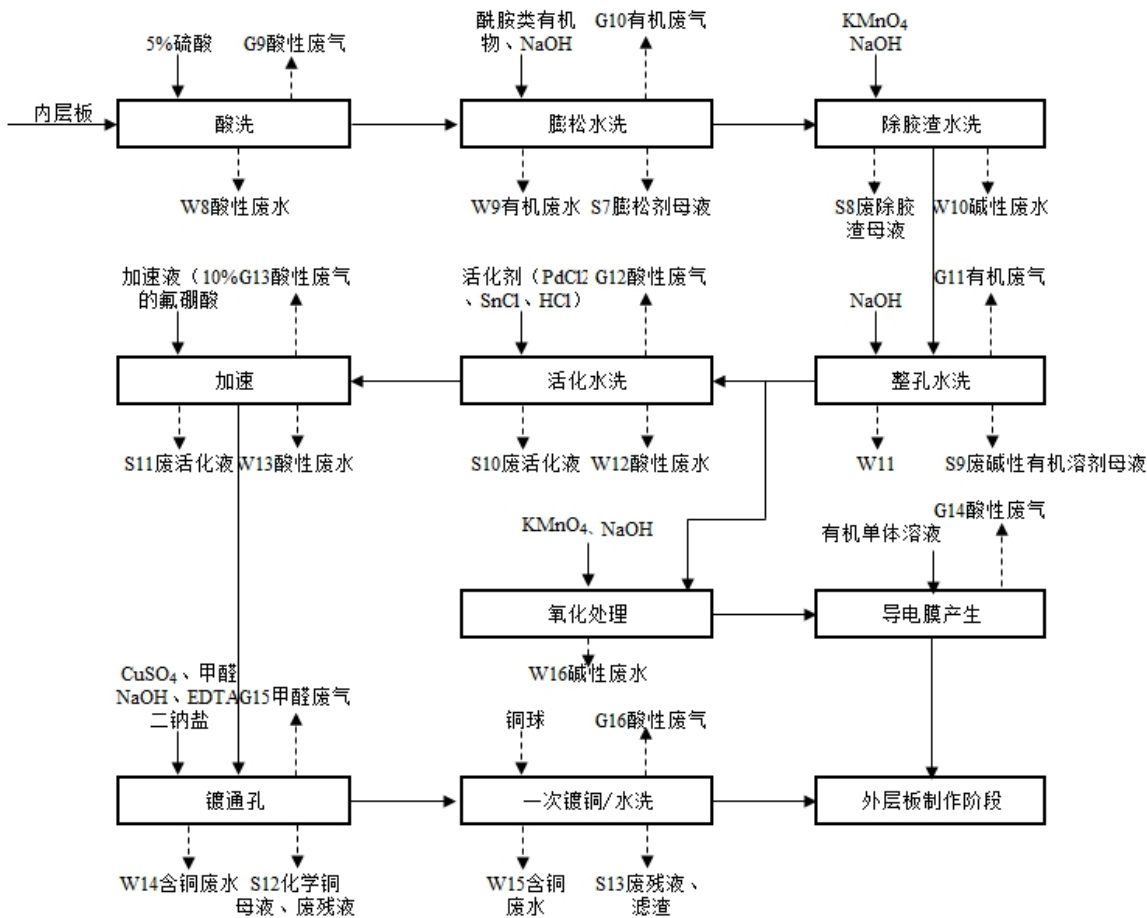 5%硫酸
G9酸性废气
酰胺类有机
物、NaOH
G10有机废气
KMnO4
NaOH
内层板
酸洗
膨松水洗
除胶渣水洗
W8酸性废水
W9有机废水
S7膨松剂母液
S8废除胶
渣母液
W10碱性废水
加速液（10%
的氟硼酸
G13酸性废气
活化剂（PdCl2
、SnCl、HCl）
G12酸性废气
NaOH
G11有机废气
加速
活化水洗
整孔水洗
S11废活化液
W13酸性废水
S10废活化液
W12酸性废水
W11
S9废碱性有机溶剂母液
KMnO4、NaOH
有机单体溶液
G14酸性废气
氧化处理
导电膜产生
W16碱性废水
CuSO4、甲醛
NaOH、EDTA
二钠盐
G15甲醛废气
铜球
G16酸性废气
镀通孔
一次镀铜/水洗
外层板制作阶段
W14含铜废水
S12化学铜
母液、废残液
W15含铜
废水
S13废残液、
滤渣